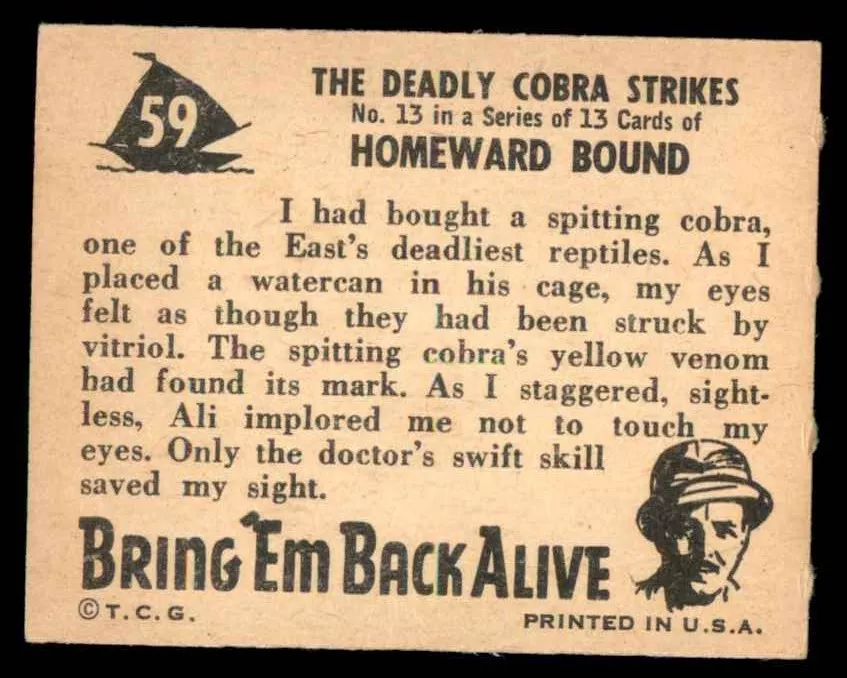 59
THE DEADLY COBRA STRIKES
No. 13 in a Series of 13 Cards of
HOMEWARD BOUND
I had bought a spitting cobra,
one of the East's deadliest reptiles. As I
placed a watercan in his cage, my eyes
felt as though they had been struck by
vitriol. The spitting cobra's yellow venom
had found its mark. As I staggered, sight-
less, Ali implored me not to touch my
eyes. Only the doctor's swift skill
saved my sight.
BRING 'EM BACK ALIVE
© T. C. G.
PRINTED IN U.S.A.